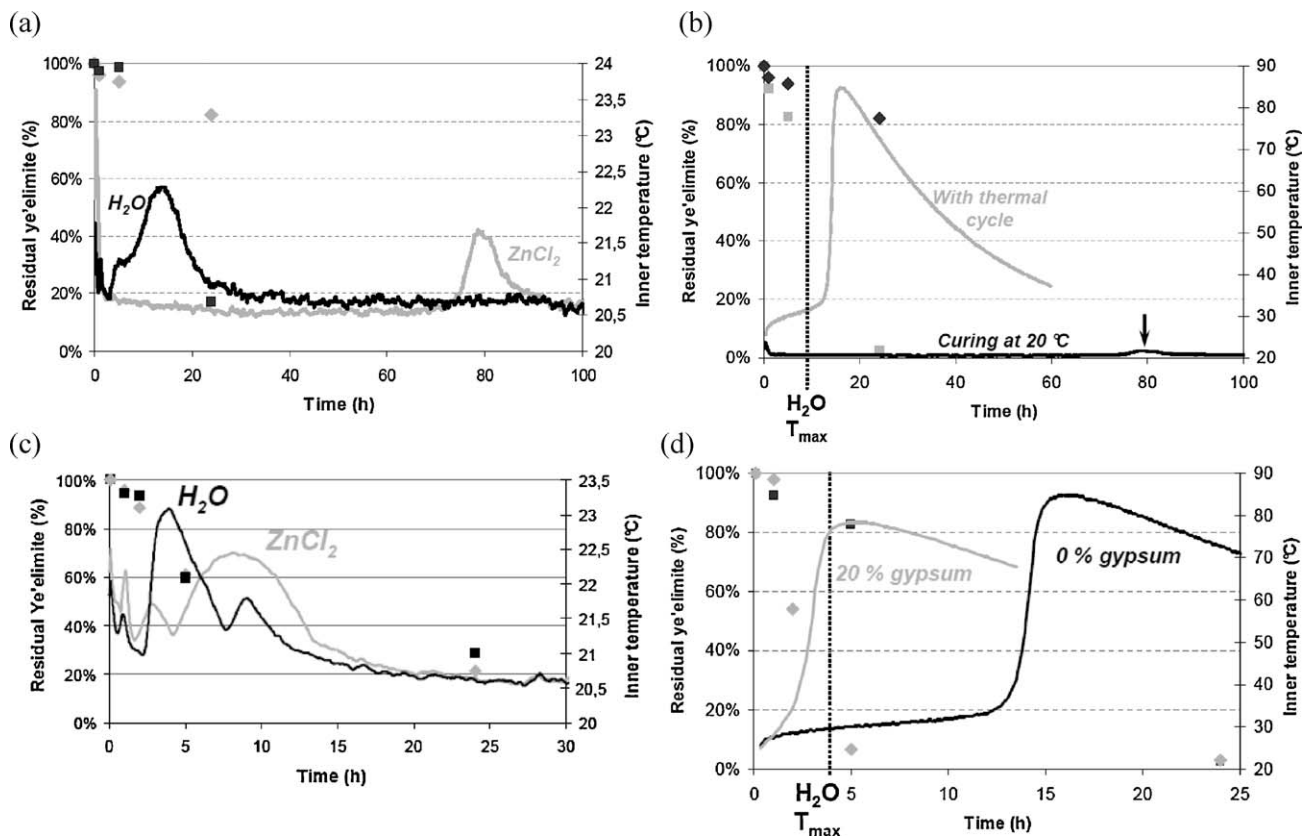 (a)
Residual ye'elimite (%)
100%
80%
60%
40%
20%
0%
H2O
ZnCl2
24
23,5
23
22,5
22
21,5
21
20,5
20
Inner temperature (°C)
0 20 40 60 80 100
Time (h)
(b)
Residual ye'elimite (%)
100%
80%
60%
40%
20%
0%
With thermal
cycle
Curing at 20 °C
90
80
70
60
50
40
30
20
Inner temperature (°C)
0 20 40 60 80 100
Time (h)
H2O
Tmax
(c)
Residual Ye'elimite (%)
100%
80%
60%
40%
20%
0%
H2O
ZnCl2
23,5
23
22,5
22
21,5
21
20,5
20
Inner temperature (°C)
0 5 10 15 20 25 30
Time (h)
(d)
Residual ye'elimite (%)
100%
80%
60%
40%
20%
0%
20 % gypsum
0 % gypsum
90
80
70
60
50
40
30
20
Inner temperature (°C)
0 5 10 15 20 25
H2O
Tmax
Time (h)